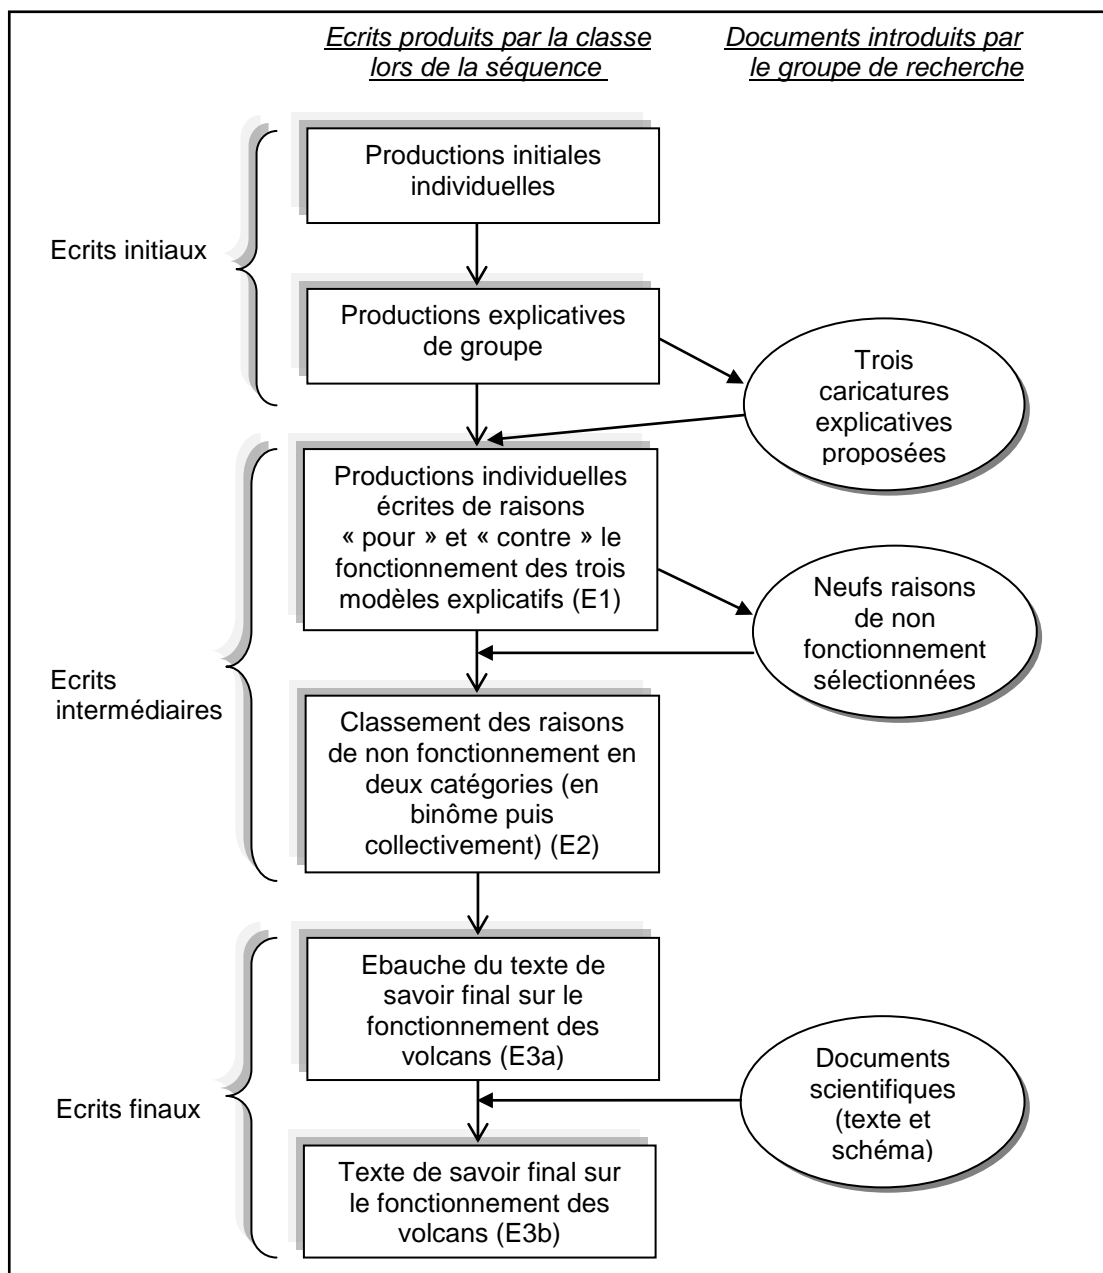 Ecrits produits par la classe
lors de la séquence
Documents introduits par
le groupe de recherche
Ecrits initiaux
Productions initiales
individuelles
Productions explicatives
de groupe
Trois
caricatures
explicatives
proposées
Ecrits
intermédiaires
Productions individuelles
écrites de raisons
« pour » et « contre » le
fonctionnement des trois
modèles explicatifs (E1)
Neufs raisons
de non
fonctionnement
sélectionnées
Classement des raisons
de non fonctionnement en
deux catégories (en
binôme puis
collectivement) (E2)
Ecrits finaux
Ebauche du texte de
savoir final sur le
fonctionnement des
volcans (E3a)
Documents
scientifiques
(texte et
schéma)
Texte de savoir final sur
le fonctionnement des
volcans (E3b)